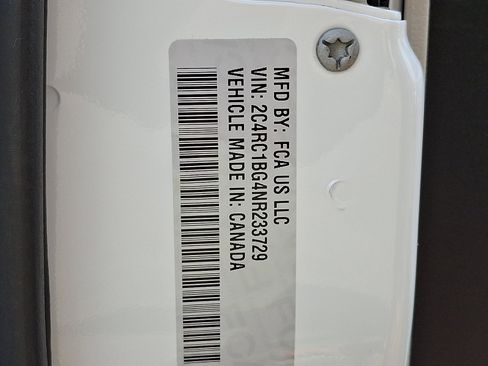 MFD BY: FCA US LLC
VIN: 2C4RC1BG4NR233729
VEHICLE MADE IN: CANADA